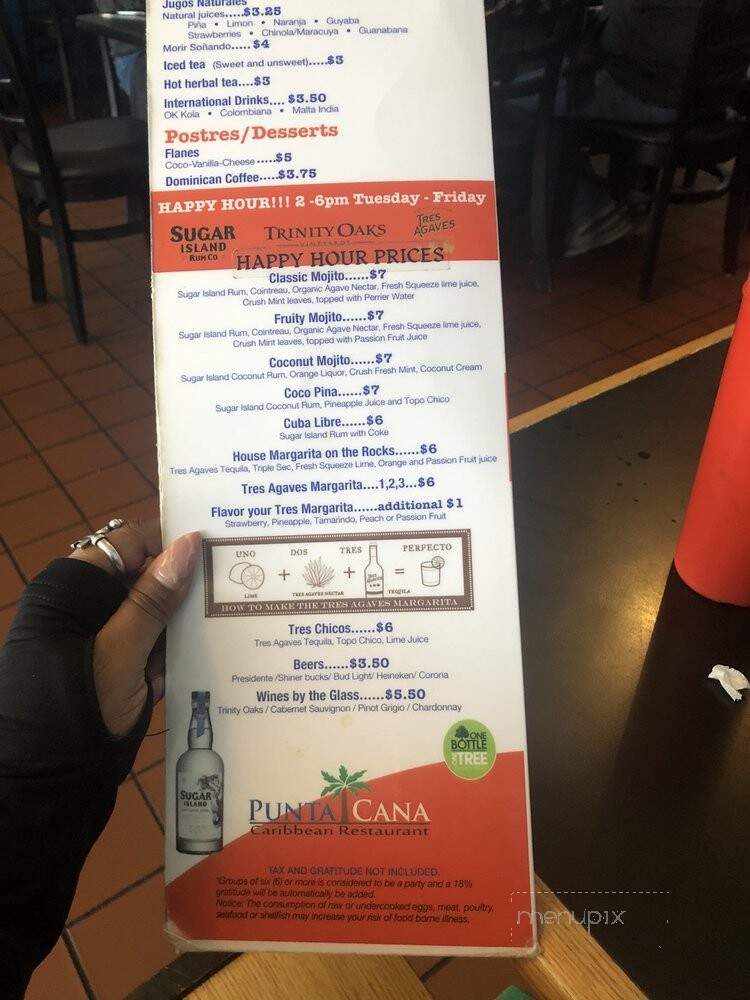 Jugos Naturales
Natural juices.....$3.25
Piña • Limon • Naranja • Guyaba
Strawberries • Chinola/Maracuya • Guanabana
Morir Soñando..... $4
Iced tea (Sweet and unsweet).....$3
Hot herbal tea....$3
International Drinks.... $3.50
OK Kola • Colombiana • Malta India
Postres/Desserts
Flanes
Coco-Vanilla-Cheese.....$5
Dominican Coffee.....$3.75
HAPPY HOUR!!! 2 -6pm Tuesday - Friday
SUGAR ISLAND RUM CO
TRINITY OAKS VINEYARDS
TRES AGAVES
HAPPY HOUR PRICES
Classic Mojito......$7
Sugar Island Rum, Cointreau, Organic Agave Nectar, Fresh Squeeze lime juice,
Crush Mint leaves, topped with Perrier Water
Fruity Mojito......$7
Sugar Island Rum, Cointreau, Organic Agave Nectar, Fresh Squeeze lime juice,
Crush Mint leaves, topped with Passion Fruit Juice
Coconut Mojito......$7
Sugar Island Coconut Rum, Orange Liquor, Crush Fresh Mint, Coconut Cream
Coco Pina......$7
Sugar Island Coconut Rum, Pineapple Juice and Topo Chico
Cuba Libre......$6
Sugar Island Rum with Coke
House Margarita on the Rocks......$6
Tres Agaves Tequila, Triple Sec, Fresh Squeeze Lime, Orange and Passion Fruit juice
Tres Agaves Margarita....1,2,3...$6
Flavor your Tres Margarita......additional $1
Strawberry, Pineapple, Tamarindo, Peach or Passion Fruit
UNO DOS TRES PERFECTO
+ + =
LIME TRES AGAVES NECTAR TEQUILA
HOW TO MAKE THE TRES AGAVES MARGARITA
Tres Chicos......$6
Tres Agaves Tequila, Topo Chico, Lime Juice
Beers......$3.50
Presidente /Shiner bucks/ Bud Light/ Heineken/ Corona
Wines by the Glass......$5.50
Trinity Oaks / Cabernet Sauvignon / Pinot Grigio / Chardonnay
ONE BOTTLE ONE TREE
SUGAR ISLAND
PUNTA CANA
Caribbean Restaurant
TAX AND GRATITUDE NOT INCLUDED.
*Groups of six (6) or more is considered to be a party and a 18%
gratitude will be automatically be added.
Notice: The consumption of raw or undercooked eggs, meat, poultry,
seafood or shellfish may increase your risk of food borne illness.
menupix